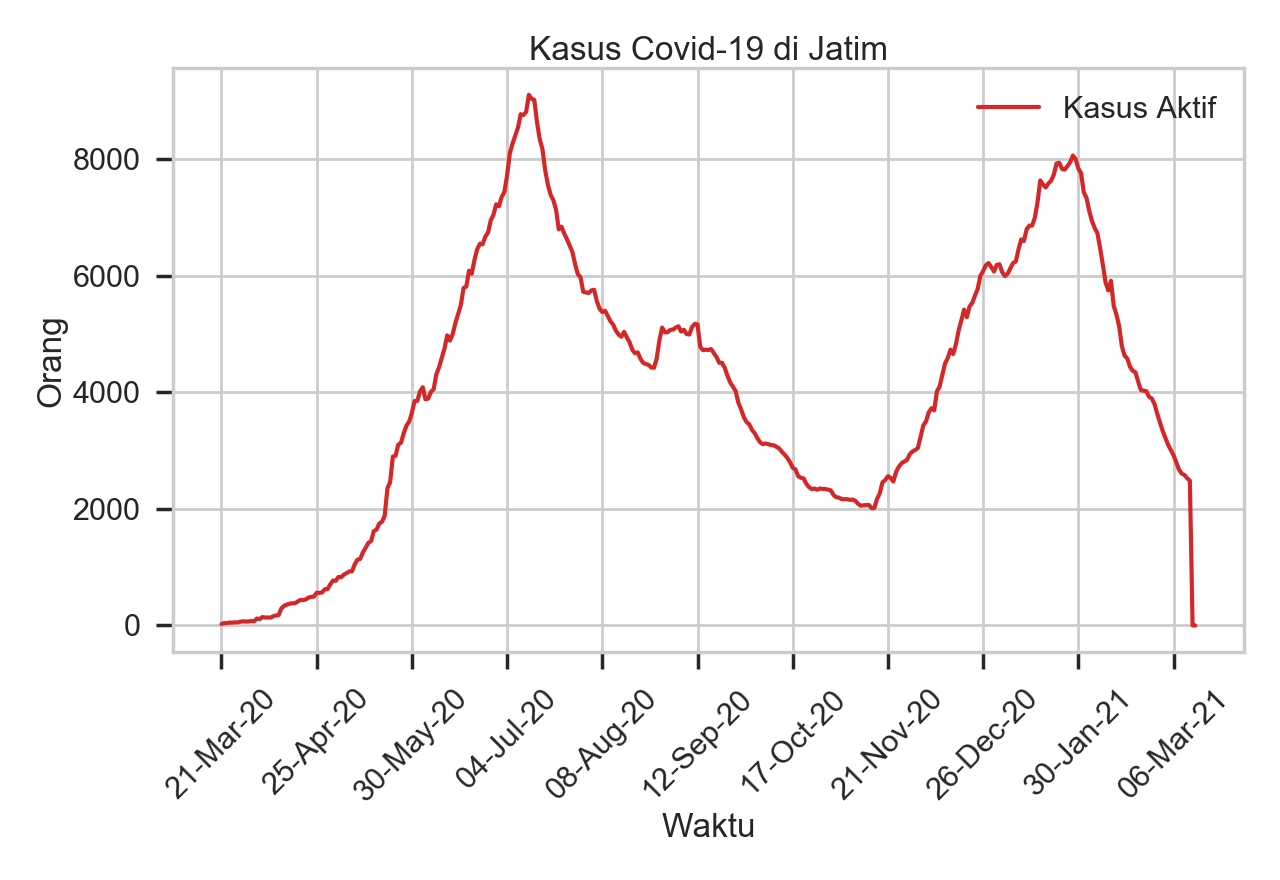 Kasus Covid-19 di Jatim
Kasus Aktif
8000
6000
4000
2000
0
Orang
21-Mar-20
25-Apr-20
30-May-20
04-Jul-20
08-Aug-20
12-Sep-20
17-Oct-20
21-Nov-20
26-Dec-20
30-Jan-21
06-Mar-21
Waktu